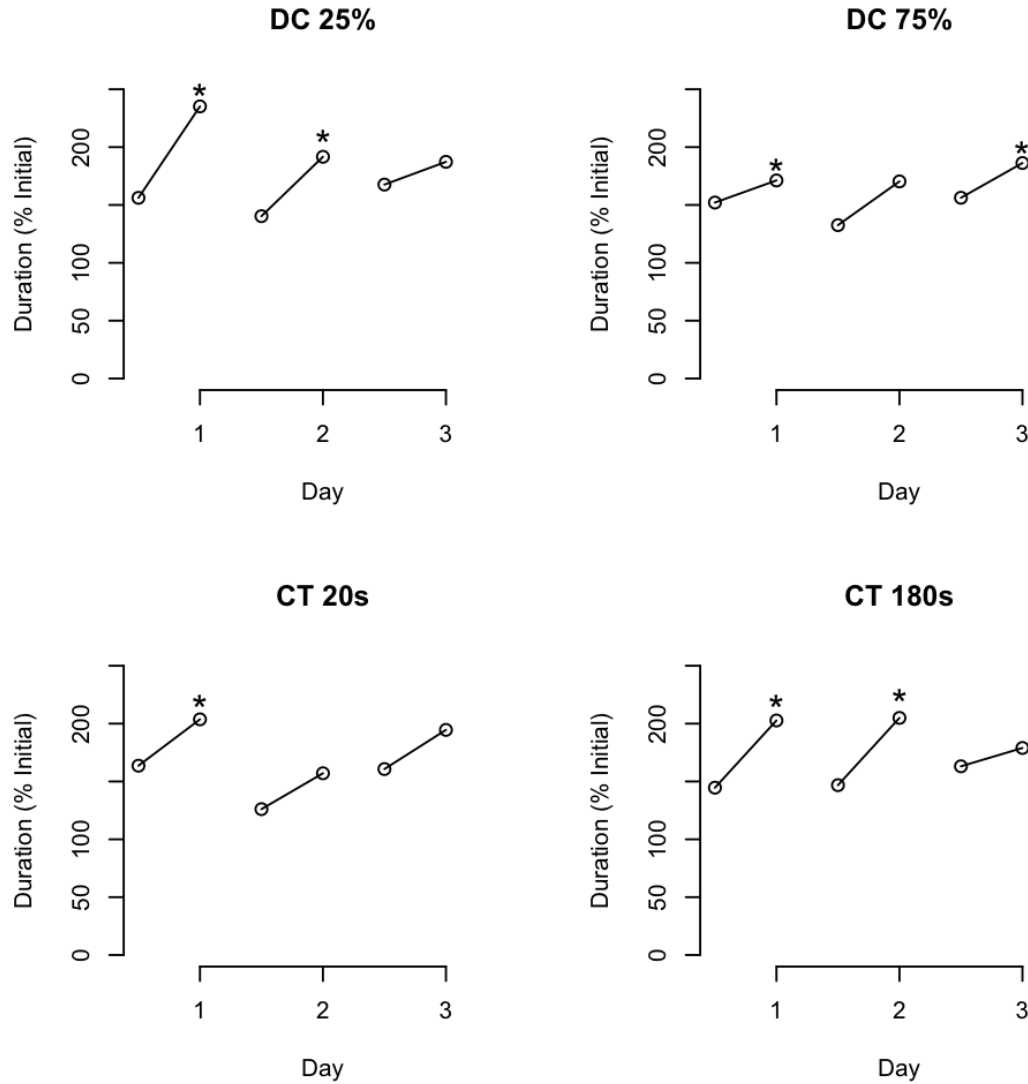 DC 25%
Duration (% Initial)
200
100
50
0
*
*
1
2
3
Day
DC 75%
Duration (% Initial)
200
100
50
0
*
*
1
2
3
Day
CT 20s
Duration (% Initial)
200
100
50
0
*
1
2
3
Day
CT 180s
Duration (% Initial)
200
100
50
0
*
*
1
2
3
Day